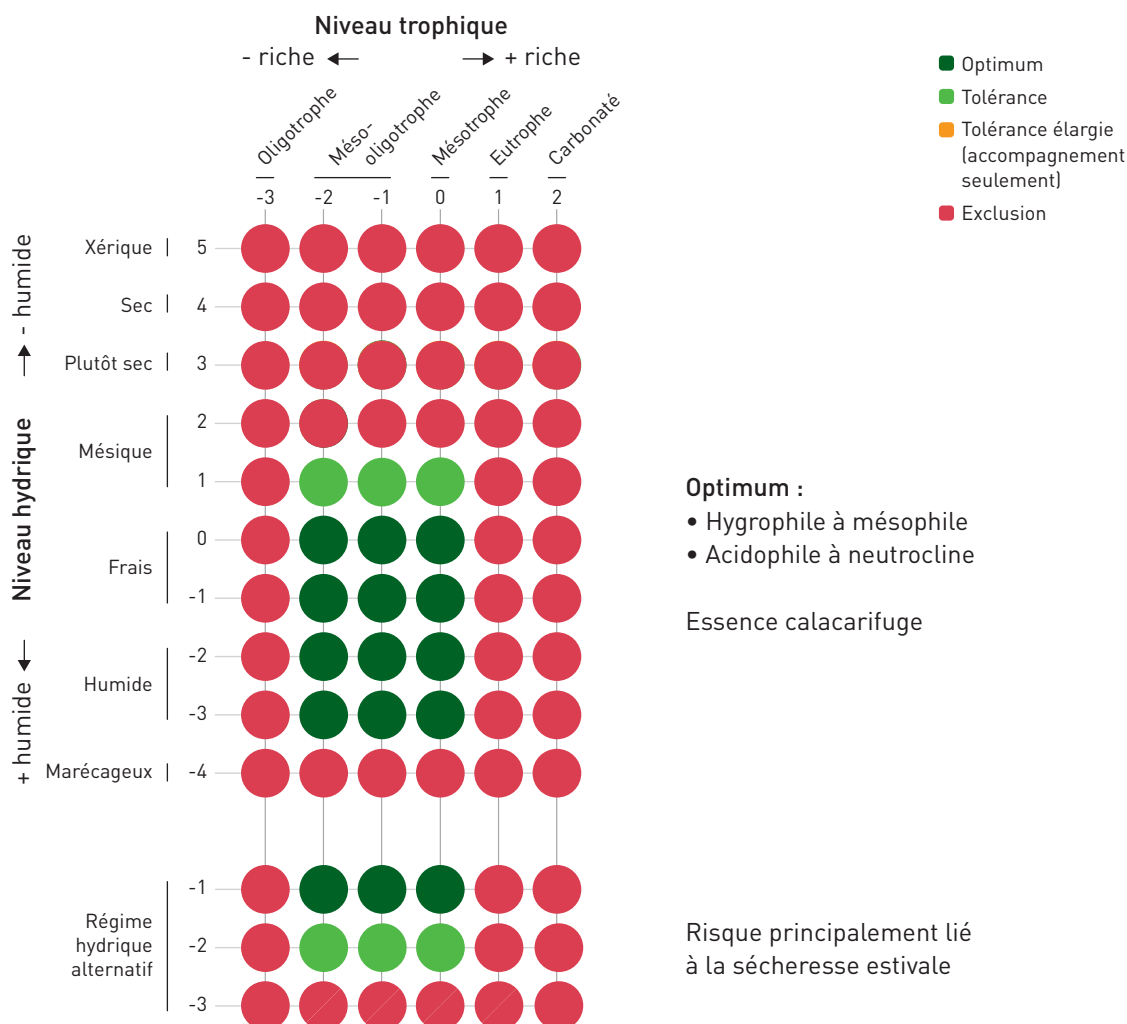 Niveau trophique
- riche ← → + riche
Oligotrophe
Méso-
oligotrophe
Mésotrophe
Eutrophe
Carbonaté
-3 -2 -1 0 1 2
Optimum
Tolérance
Tolérance élargie
(accompagnement
seulement)
Exclusion
Niveau hydrique
→ - humide
+ humide ←
Xérique 5
Sec 4
Plutôt sec 3
2
Mésique
1
0
Frais
-1
-2
Humide
-3
Marécageux -4
Optimum :
• Hygrophile à mésophile
• Acidophile à neutrocline
Essence calacarifuge
-1
Régime
hydrique -2
alternatif
-3
Risque principalement lié
à la sécheresse estivale